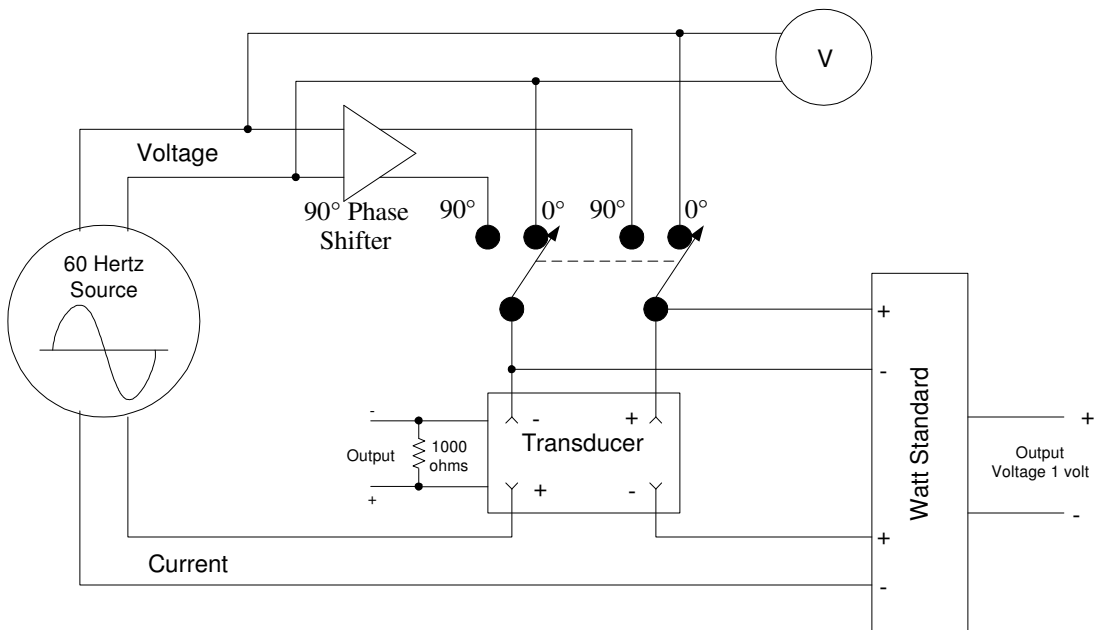 V
Voltage
90° Phase
Shifter
90°
0°
90°
0°
60 Hertz
Source
+
-
Watt Standard
-
Output
1000
ohms
+
-
+
Transducer
+
-
+
Output
Voltage 1 volt
-
Current
+
-